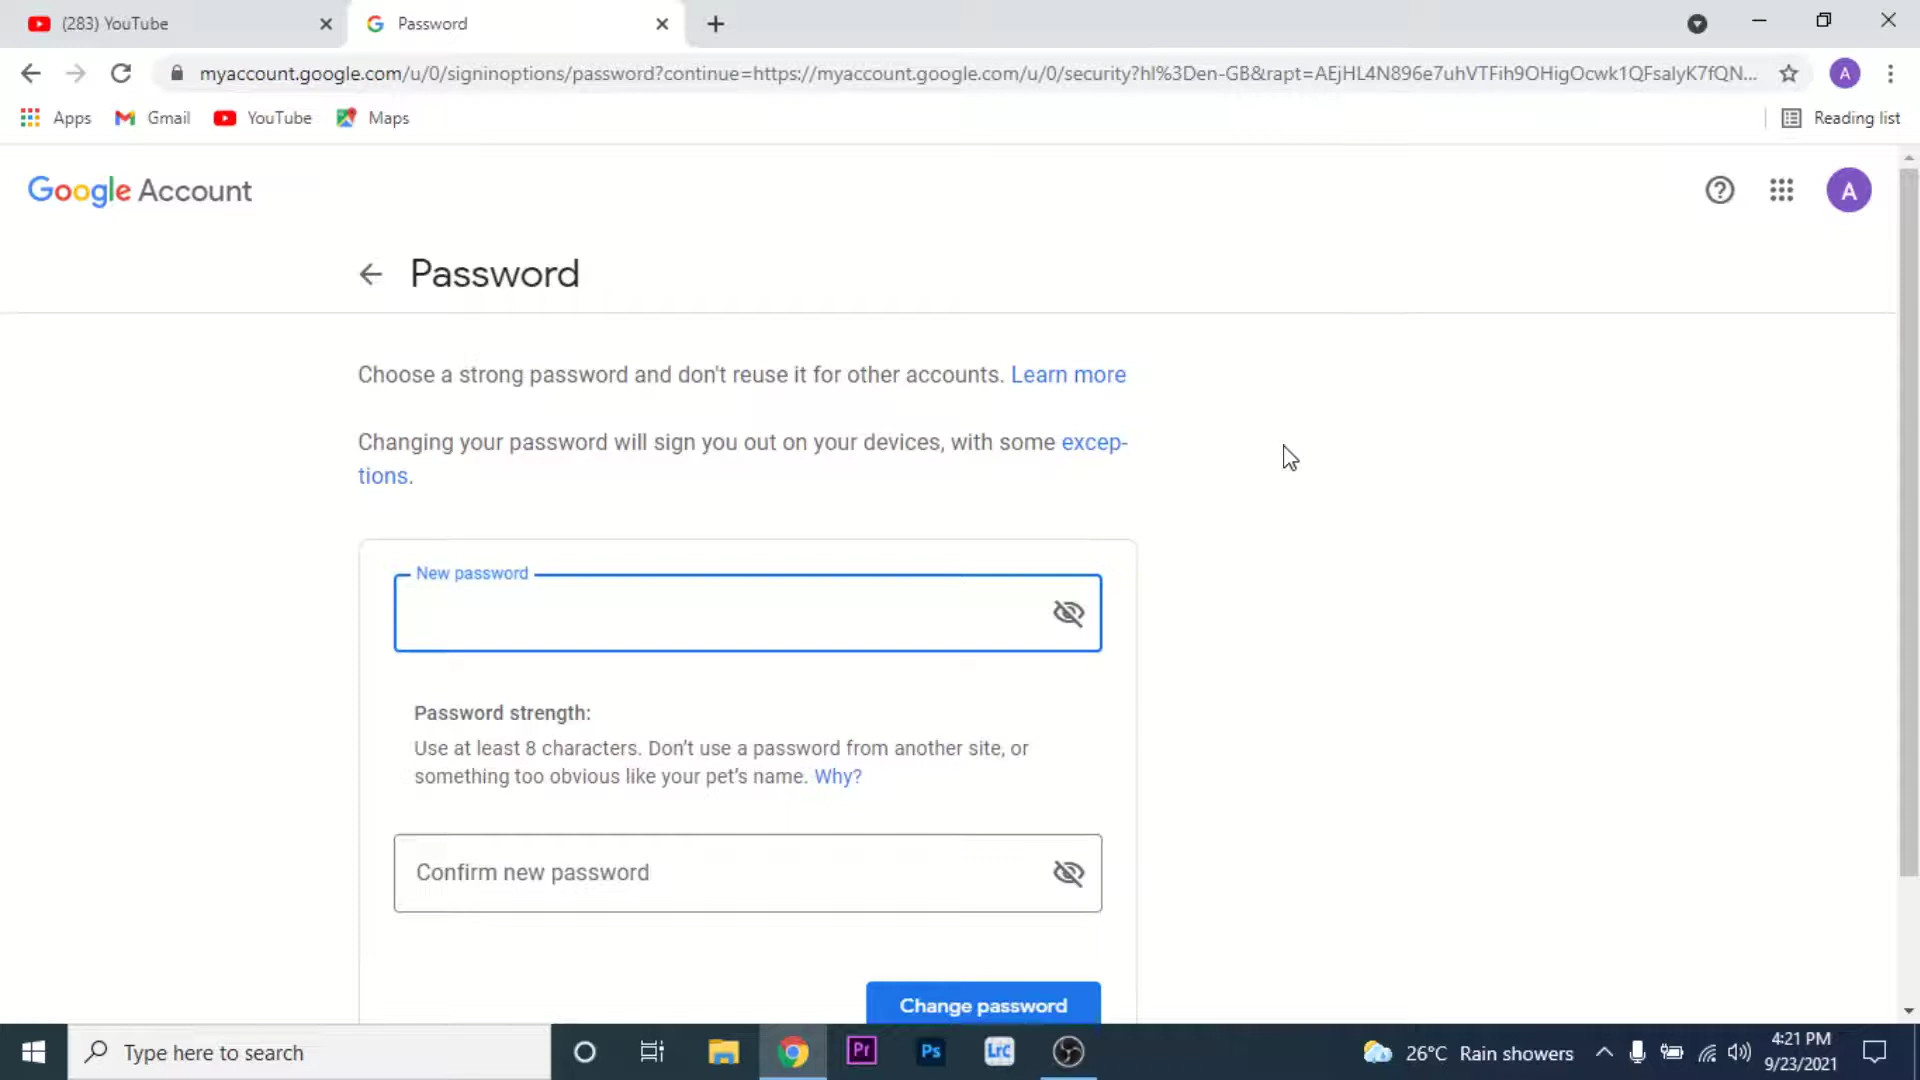 (283) YouTube
Password
myaccount.google.com/u/0/signinoptions/password?continue=https://myaccount.google.com/u/0/security?hl%3Den-GB&rapt=AEjHL4N896e7uhVTFih9OHigOcwk1QFsalyK7fQN...
A
Apps
Gmail
YouTube
Maps
Reading list
Google Account
A
Password
Choose a strong password and don't reuse it for other accounts. Learn more
Changing your password will sign you out on your devices, with some excep-
tions.
New password
Password strength:
Use at least 8 characters. Don't use a password from another site, or
something too obvious like your pet's name. Why?
Confirm new password
Change password
Type here to search
Pr
Ps
Lrc
26°C Rain showers
4:21 PM
9/23/2021